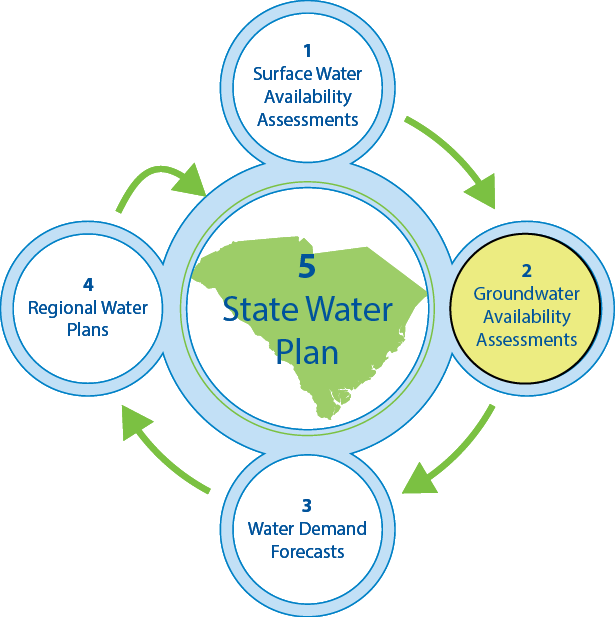 1
Surface Water
Availability
Assessments
2
Groundwater
Availability
Assessments
3
Water Demand
Forecasts
4
Regional Water
Plans
5
State Water
Plan